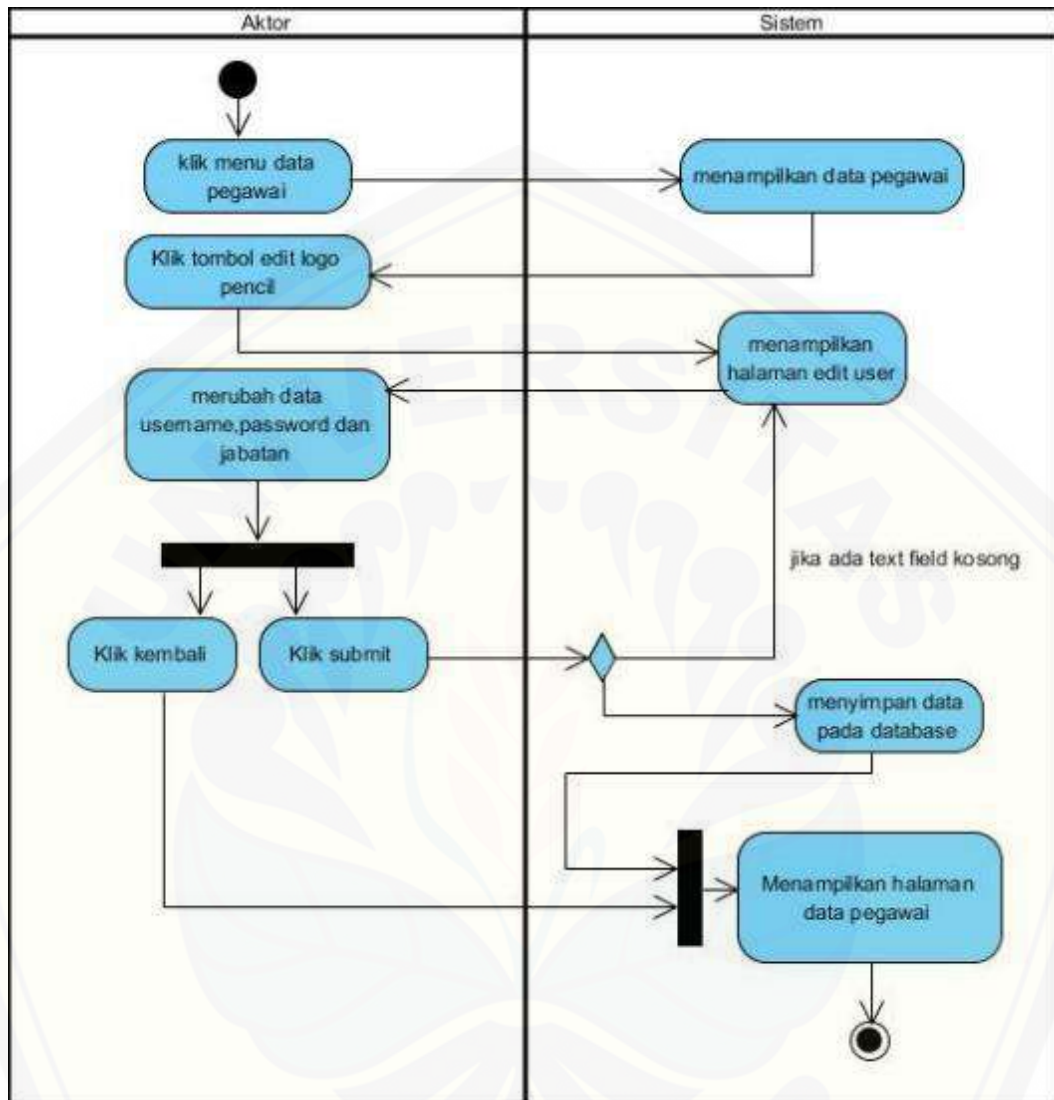 Aktor
Sistem
klik menu data
pegawai
menampilkan data pegawai
Klik tombol edit logo
pencil
menampilkan
halaman edit user
merubah data
username,password dan
jabatan
jika ada text field kosong
Klik kembali
Klik submit
menyimpan data
pada database
Menampilkan halaman
data pegawai
UNIVERSITAS